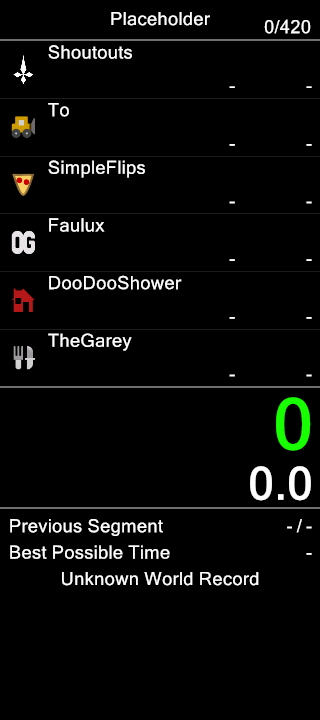 Placeholder
0/420
Shoutouts
- -
To
- -
SimpleFlips
- -
OG
Faulux
- -
DooDooShower
- -
TheGarey
- -
0
0.0
Previous Segment - / -
Best Possible Time -
Unknown World Record